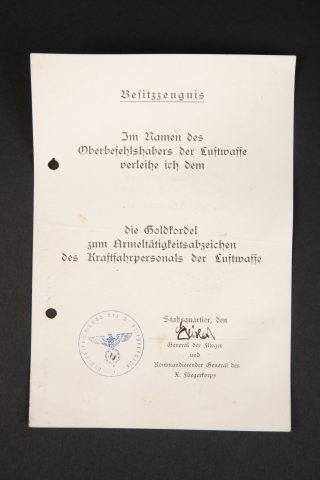 Besitzzeugnis
Im Namen des
Oberbefehlshabers der Luftwaffe
verleihe ich dem
die Goldkordel
zum Armeltätigkeitsabzeichen
des Kraftfahrpersonals der Luftwaffe
Stabsquartier, den
General der Flieger
und
Kommandierender General des
X. Fliegerkorps